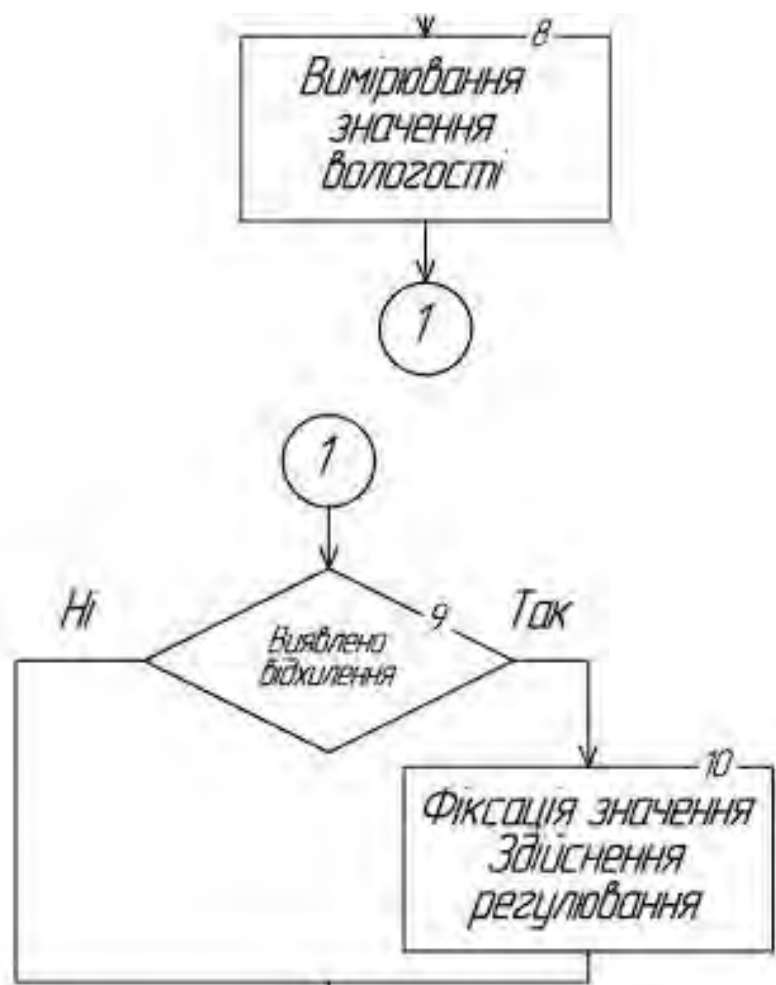 8
Вимірювання
значення
вологості
1
1
Ні
9
Так
Виявлено
відхилення
10
Фіксація значення
Здійснення
регулювання